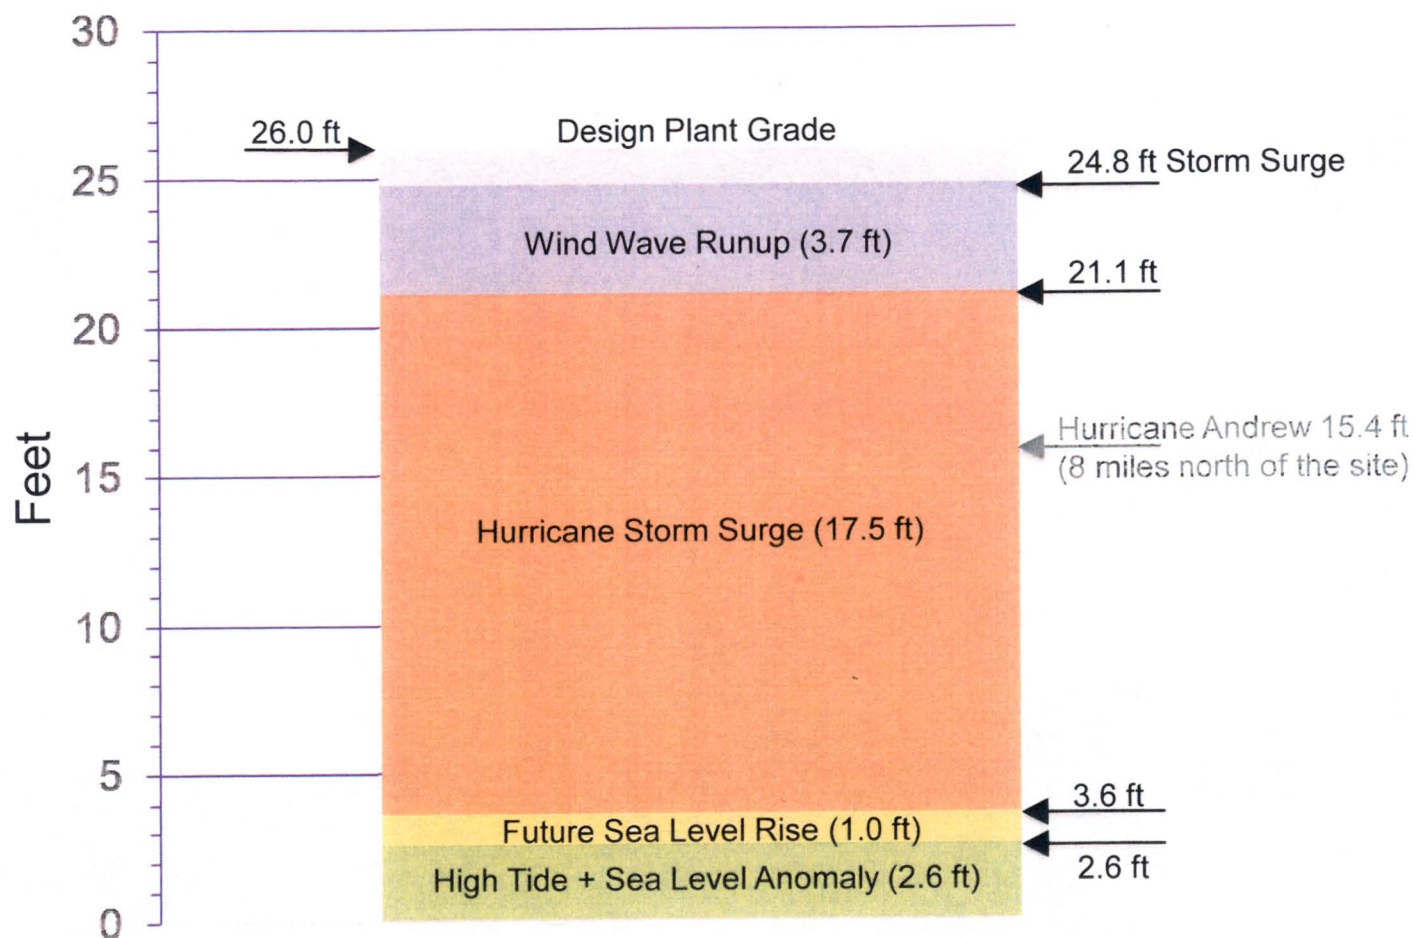 30
26.0 ft
Design Plant Grade
25
24.8 ft Storm Surge
Wind Wave Runup (3.7 ft)
21.1 ft
20
Hurricane Andrew 15.4 ft
(8 miles north of the site)
Feet
15
Hurricane Storm Surge (17.5 ft)
10
5
3.6 ft
Future Sea Level Rise (1.0 ft)
2.6 ft
High Tide + Sea Level Anomaly (2.6 ft)
0